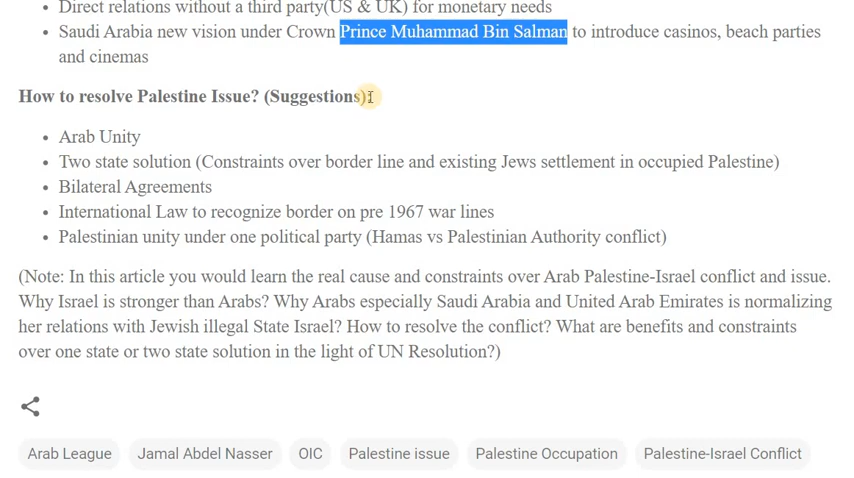 Direct relations without a third party(US & UK) for monetary needs
Saudi Arabia new vision under Crown Prince Muhammad Bin Salman to introduce casinos, beach parties
and cinemas
How to resolve Palestine Issue? (Suggestions)
Arab Unity
Two state solution (Constraints over border line and existing Jews settlement in occupied Palestine)
Bilateral Agreements
International Law to recognize border on pre 1967 war lines
Palestinian unity under one political party (Hamas vs Palestinian Authority conflict)
(Note: In this article you would learn the real cause and constraints over Arab Palestine-Israel conflict and issue.
Why Israel is stronger than Arabs? Why Arabs especially Saudi Arabia and United Arab Emirates is normalizing
her relations with Jewish illegal State Israel? How to resolve the conflict? What are benefits and constraints
over one state or two state solution in the light of UN Resolution?)
Arab League
Jamal Abdel Nasser
OIC
Palestine issue
Palestine Occupation
Palestine-Israel Conflict